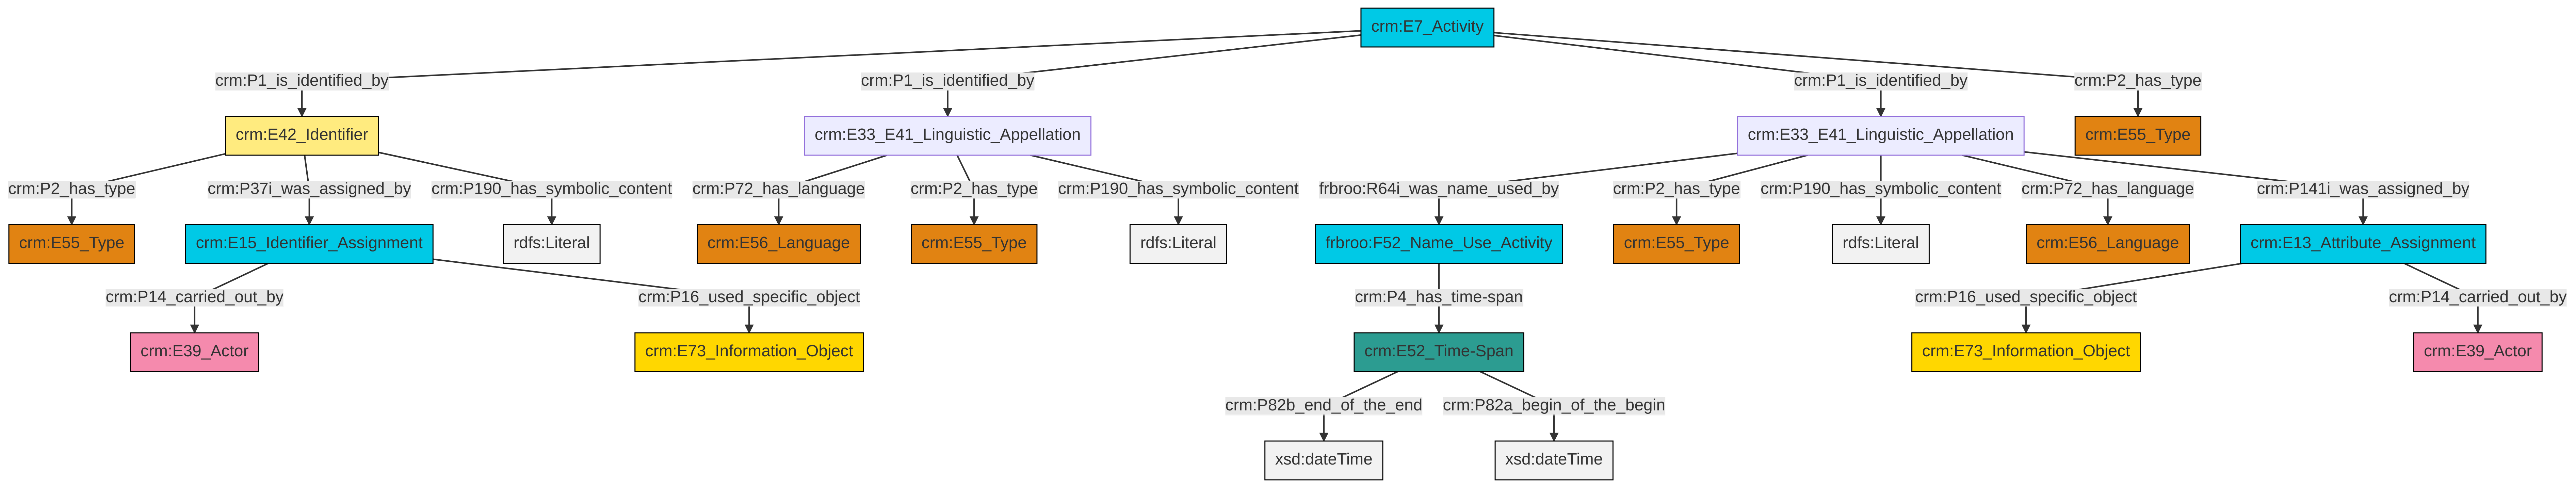 crm:E7_Activity
crm:P1_is_identified_by
crm:P1_is_identified_by
crm:P1_is_identified_by
crm:P2_has_type
crm:E42_Identifier
crm:E33_E41_Linguistic_Appellation
crm:E33_E41_Linguistic_Appellation
crm:E55_Type
crm:P2_has_type
crm:P37i_was_assigned_by
crm:P190_has_symbolic_content
crm:P72_has_language
crm:P2_has_type
crm:P190_has_symbolic_content
frbroo:R64i_was_name_used_by
crm:P2_has_type
crm:P190_has_symbolic_content
crm:P72_has_language
crm:P141i_was_assigned_by
crm:E55_Type
crm:E15_Identifier_Assignment
rdfs:Literal
crm:E56_Language
crm:E55_Type
rdfs:Literal
frbroo:F52_Name_Use_Activity
crm:E55_Type
rdfs:Literal
crm:E56_Language
crm:E13_Attribute_Assignment
crm:P14_carried_out_by
crm:P16_used_specific_object
crm:P4_has_time-span
crm:P16_used_specific_object
crm:P14_carried_out_by
crm:E39_Actor
crm:E73_Information_Object
crm:E52_Time-Span
crm:E73_Information_Object
crm:E39_Actor
crm:P82b_end_of_the_end
crm:P82a_begin_of_the_begin
xsd:dateTime
xsd:dateTime